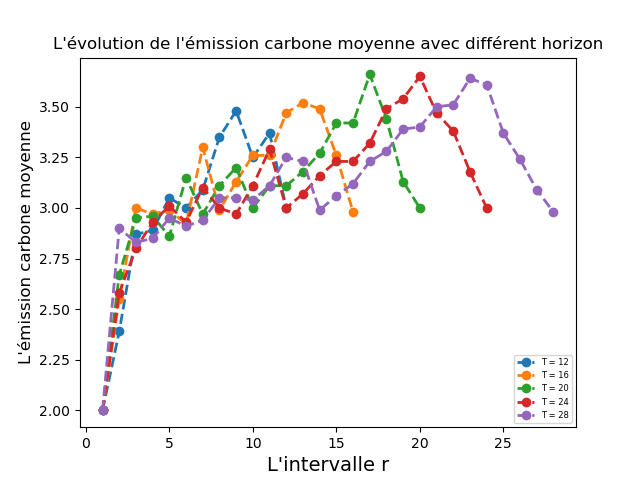 L'évolution de l'émission carbone moyenne avec différent horizon
L'émission carbone moyenne
3.50
3.25
3.00
2.75
2.50
2.25
2.00
0 5 10 15 20 25
L'intervalle r
T = 12
T = 16
T = 20
T = 24
T = 28